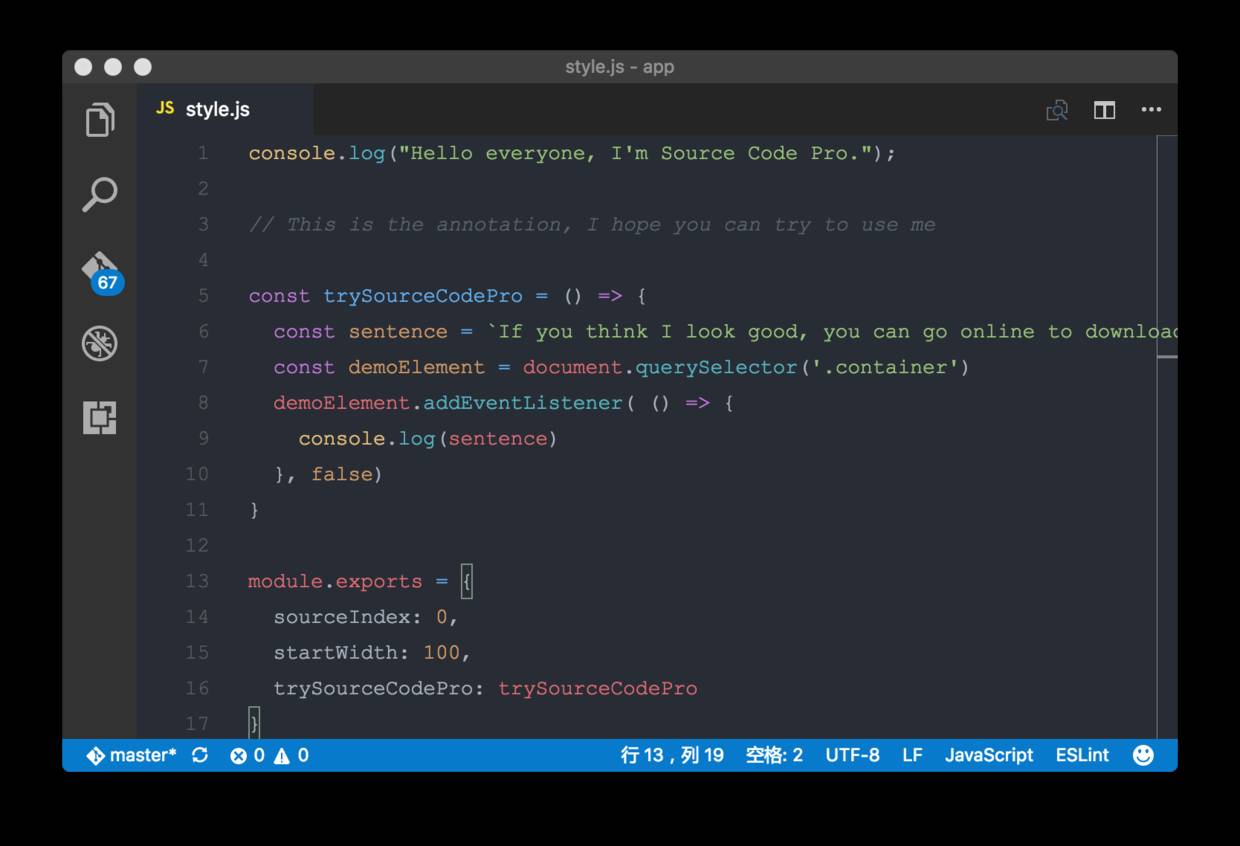 style.js - app
JS style.js
1 console.log("Hello everyone, I'm Source Code Pro.");
2
3 // This is the annotation, I hope you can try to use me
4
5 const trySourceCodePro = () => {
67
6 const sentence = `If you think I look good, you can go online to downloa
7 const demoElement = document.querySelector('.container')
8 demoElement.addEventListener( () => {
9 console.log(sentence)
10 }, false)
11 }
12
13 module.exports = {
14 sourceIndex: 0,
15 startWidth: 100,
16 trySourceCodePro: trySourceCodePro
17 }
master* 0 0 行 13 , 列 19 空格: 2 UTF-8 LF JavaScript ESLint